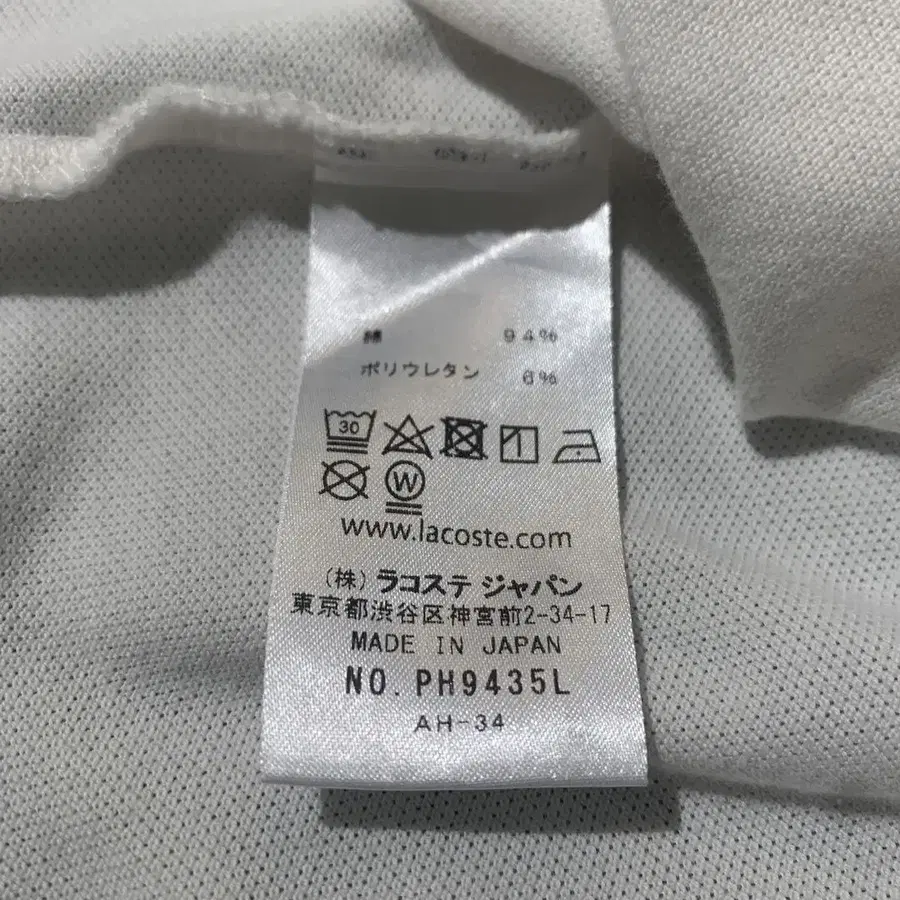 綿 94%
ポリウレタン 6%
30
W
www.lacoste.com
(株) ラコステ ジャパン
東京都渋谷区神宮前2-34-17
MADE IN JAPAN
NO. PH9435L
AH-34